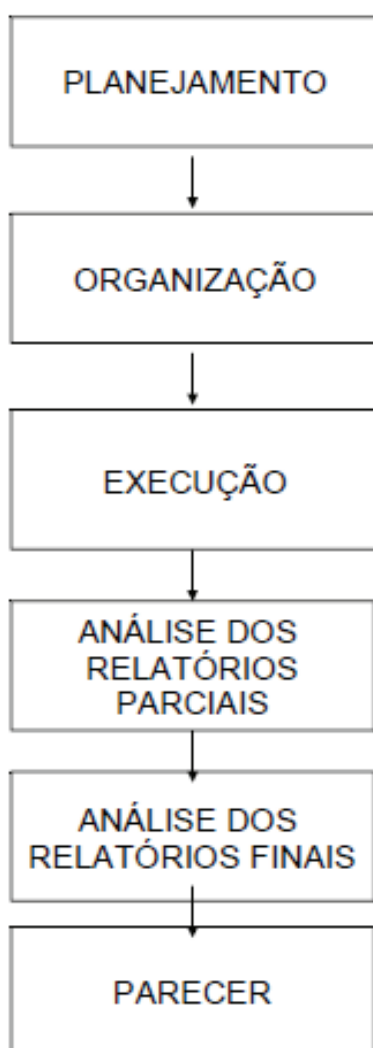 PLANEJAMENTO
ORGANIZAÇÃO
EXECUÇÃO
ANÁLISE DOS
RELATÓRIOS
PARCIAIS
ANÁLISE DOS
RELATÓRIOS FINAIS
PARECER